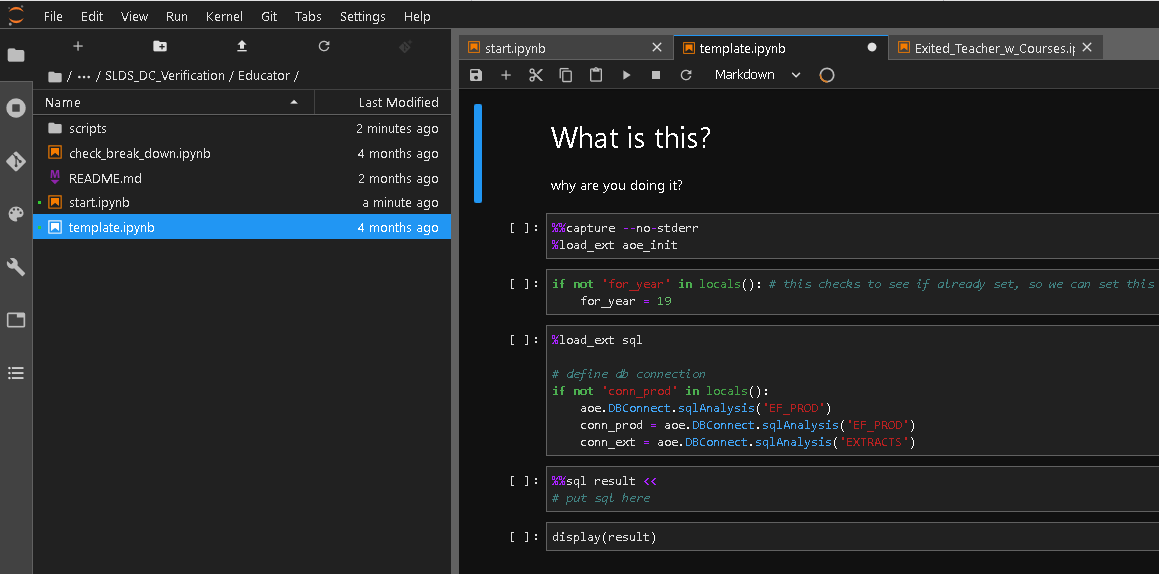 File Edit View Run Kernel Git Tabs Settings Help
/ ··· / SLDS_DC_Verification / Educator /
Name Last Modified
scripts 2 minutes ago
check_break_down.ipynb 4 months ago
README.md 2 months ago
start.ipynb a minute ago
template.ipynb 4 months ago
start.ipynb template.ipynb Exited_Teacher_w_Courses.i
Markdown
What is this?
why are you doing it?
[ ]: %%capture --no-stderr
%load_ext aoe_init
[ ]: if not 'for_year' in locals(): # this checks to see if already set, so we can set this
for_year = 19
[ ]: %load_ext sql
# define db connection
if not 'conn_prod' in locals():
aoe.DBConnect.sqlAnalysis('EF_PROD')
conn_prod = aoe.DBConnect.sqlAnalysis('EF_PROD')
conn_ext = aoe.DBConnect.sqlAnalysis('EXTRACTS')
[ ]: %%sql result <<
# put sql here
[ ]: display(result)